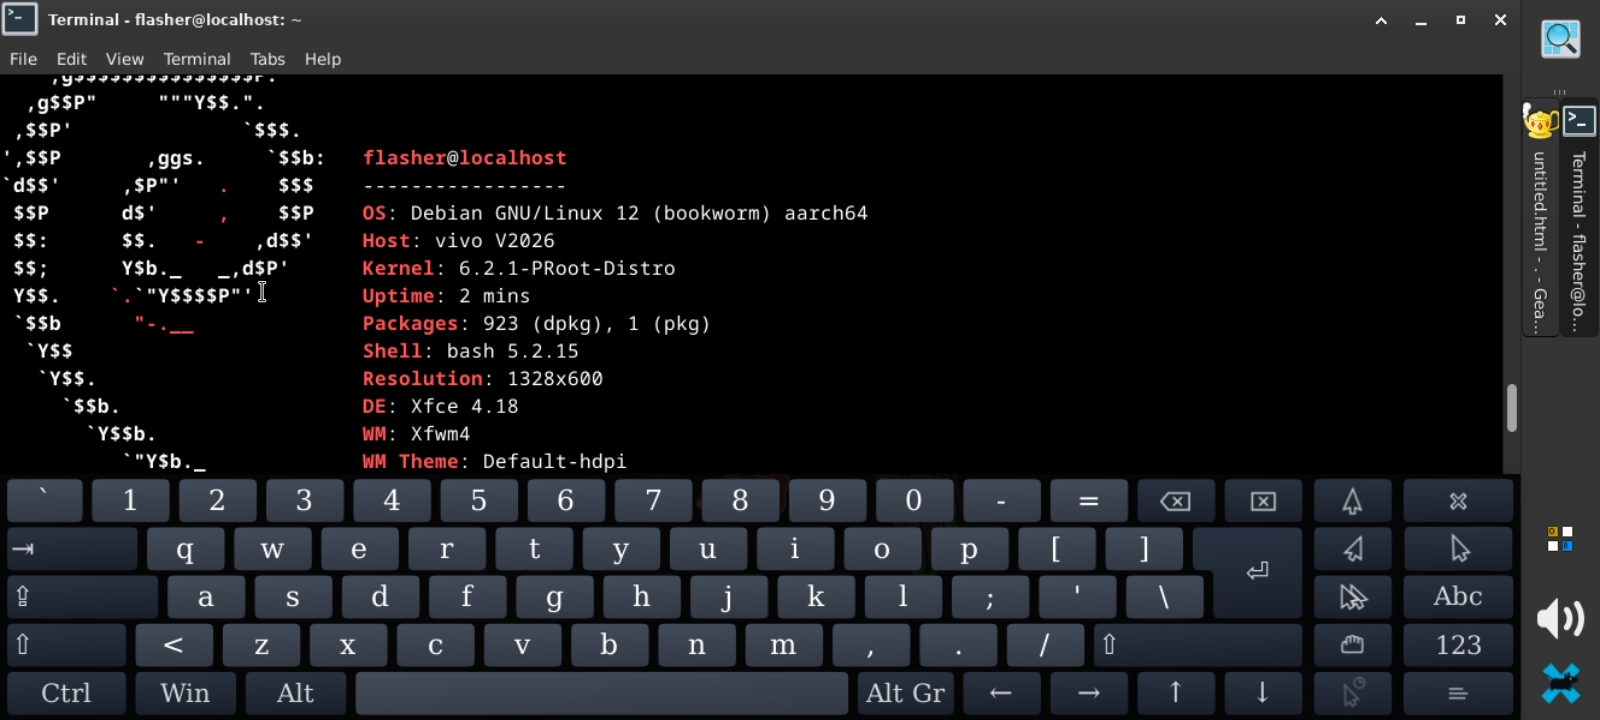 Terminal - flasher@localhost: ~
File Edit View Terminal Tabs Help
,g$$$$$$$$$$$$$$$P.
,g$$P"     """Y$$.".
,$$P'              `$$$.
',$$P       ,ggs.     `$$b:   flasher@localhost
`d$$'     ,$P"'   .    $$$    -----------------
$$P      d$'     ,    $$P    OS: Debian GNU/Linux 12 (bookworm) aarch64
$$:      $$.   -    ,d$$'    Host: vivo V2026
$$;      Y$b._   _,d$P'      Kernel: 6.2.1-PRoot-Distro
Y$$.    `.`"Y$$$$P"'         Uptime: 2 mins
`$$b      "-.__              Packages: 923 (dpkg), 1 (pkg)
`Y$$                        Shell: bash 5.2.15
`Y$$.                      Resolution: 1328x600
`$$b.                    DE: Xfce 4.18
`Y$$b.                 WM: Xfwm4
`"Y$b._             WM Theme: Default-hdpi
untitled.html - . - Gea...
Terminal - flasher@lo...
` 1 2 3 4 5 6 7 8 9 0 - =
q w e r t y u i o p [ ]
a s d f g h j k l ; ' \ Abc
< z x c v b n m , . / 123
Ctrl Win Alt Alt Gr ← → ↑ ↓